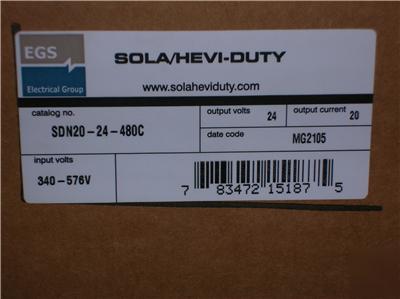 EGS
Electrical Group
SOLA/HEVI-DUTY
www.solaheviduty.com
catalog no.
SDN20-24-480C
output volts 24
output current 20
date code MG2105
input volts
340-576V
7 83472 15187 5